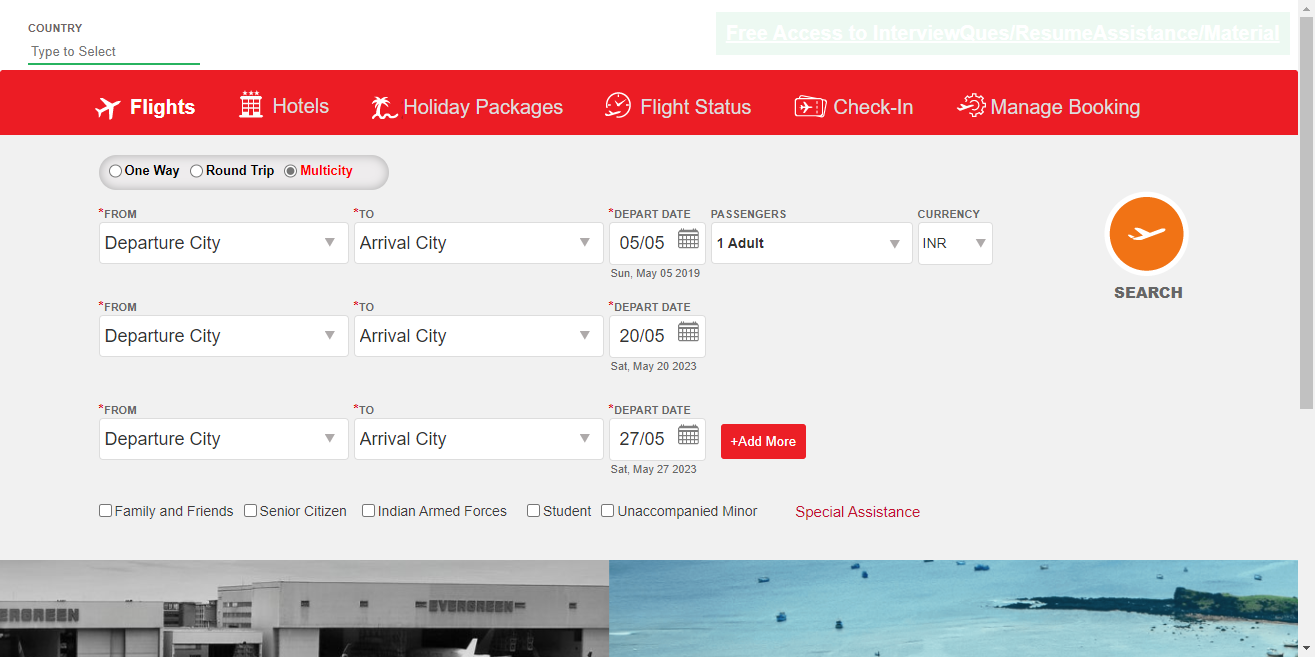 COUNTRY
Type to Select
Free Access to InterviewQues/ResumeAssistance/Material
Flights
Hotels
Holiday Packages
Flight Status
Check-In
Manage Booking
One Way
Round Trip
Multicity
*FROM
*TO
*DEPART DATE
PASSENGERS
CURRENCY
Departure City
Arrival City
05/05
1 Adult
INR
Sun, May 05 2019
SEARCH
*FROM
*TO
*DEPART DATE
Departure City
Arrival City
20/05
Sat, May 20 2023
*FROM
*TO
*DEPART DATE
Departure City
Arrival City
27/05
+Add More
Sat, May 27 2023
Family and Friends
Senior Citizen
Indian Armed Forces
Student
Unaccompanied Minor
Special Assistance
ERGREEN
EVERGREEN